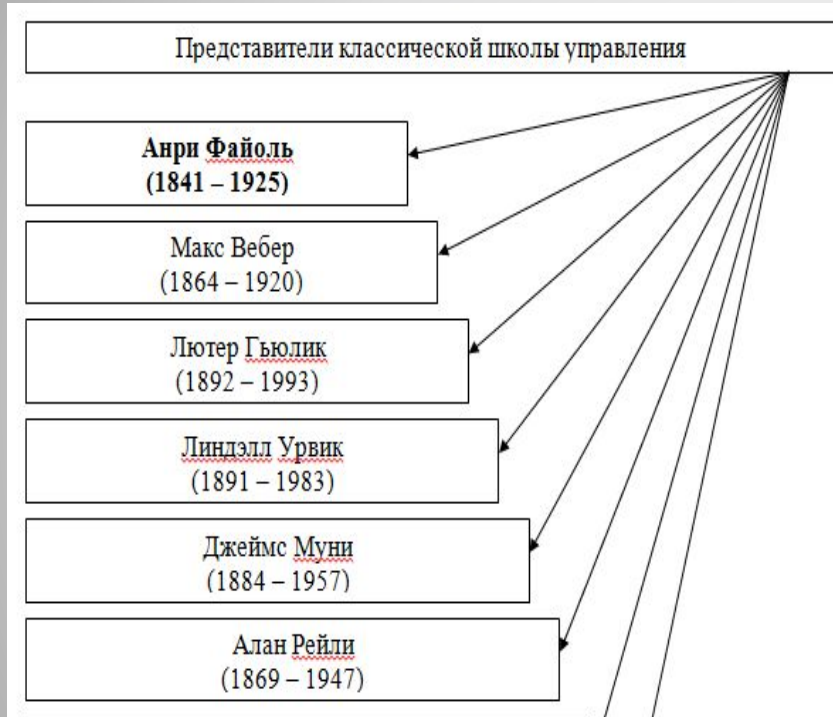 Представители классической школы управления
Анри Файоль
(1841 – 1925)
Макс Вебер
(1864 – 1920)
Лютер Гьюлик
(1892 – 1993)
Линдэлл Урвик
(1891 – 1983)
Джеймс Муни
(1884 – 1957)
Алан Рейли
(1869 – 1947)